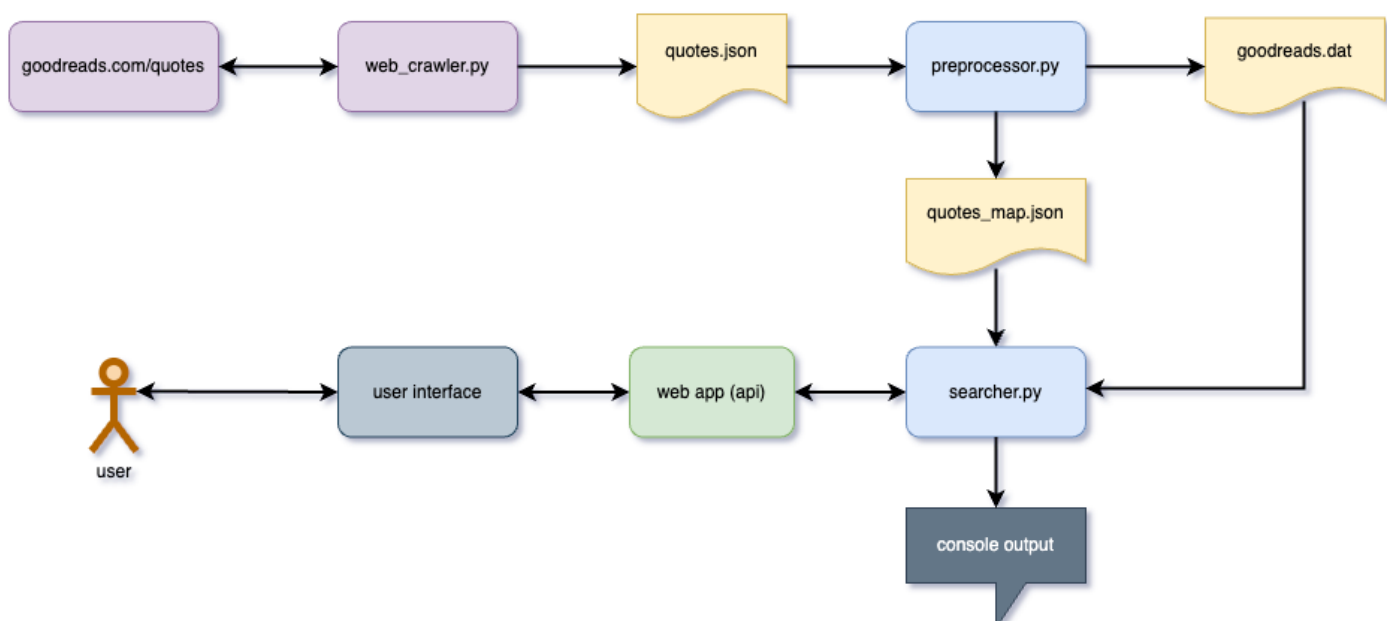 goodreads.com/quotes
web_crawler.py
quotes.json
preprocessor.py
goodreads.dat
quotes_map.json
user
user interface
web app (api)
searcher.py
console output